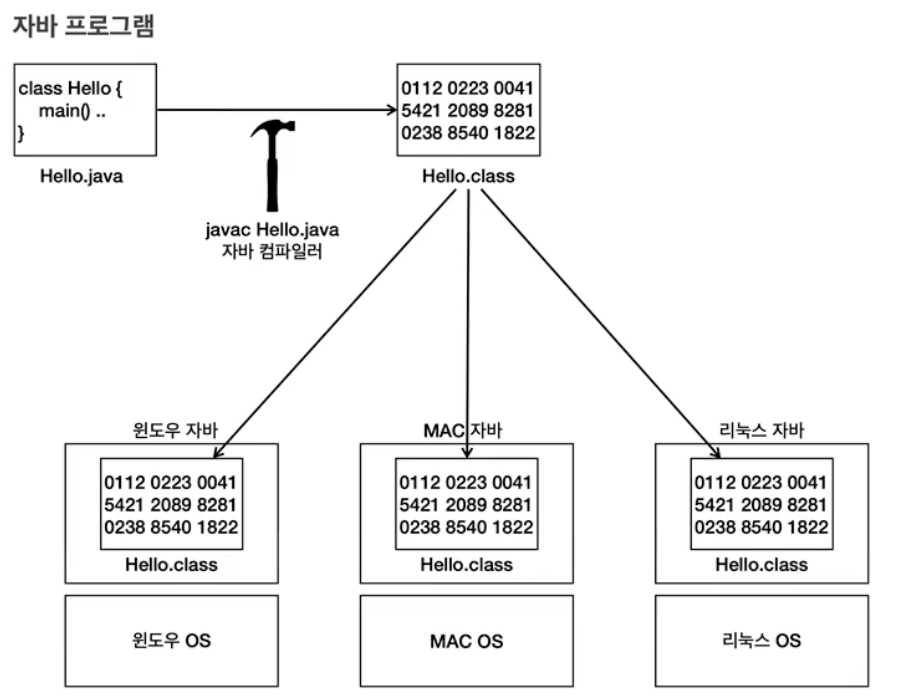 자바 프로그램
class Hello {
main() ..
}
Hello.java
javac Hello.java
자바 컴파일러
0112 0223 0041
5421 2089 8281
0238 8540 1822
Hello.class
윈도우 자바
0112 0223 0041
5421 2089 8281
0238 8540 1822
Hello.class
윈도우 OS
MAC 자바
0112 0223 0041
5421 2089 8281
0238 8540 1822
Hello.class
MAC OS
리눅스 자바
0112 0223 0041
5421 2089 8281
0238 8540 1822
Hello.class
리눅스 OS